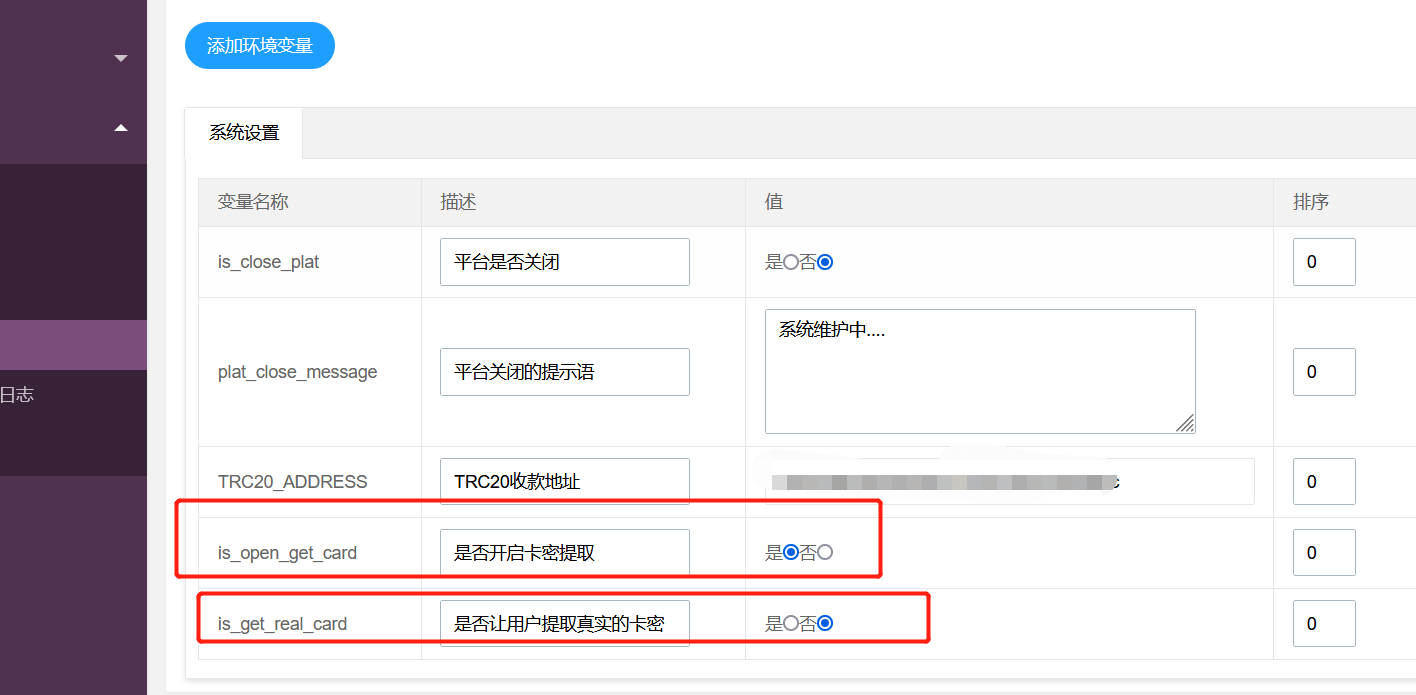 添加环境变量
系统设置
变量名称 描述 值 排序
is_close_plat 平台是否关闭 是否 0
系统维护中....
plat_close_message 平台关闭的提示语 0
日志
TRC20_ADDRESS TRC20收款地址 0
is_open_get_card 是否开启卡密提取 是否 0
is_get_real_card 是否让用户提取真实的卡密 是否 0